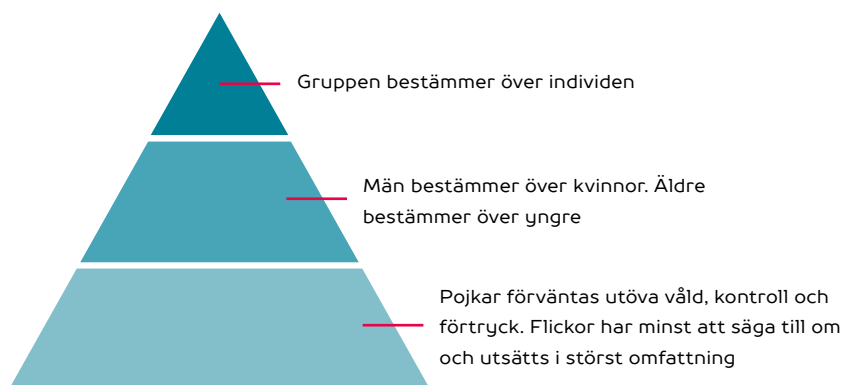 Gruppen bestämmer över individen
Män bestämmer över kvinnor. Äldre
bestämmer över yngre
Pojkar förväntas utöva våld, kontroll och
förtryck. Flickor har minst att säga till om
och utsätts i störst omfattning